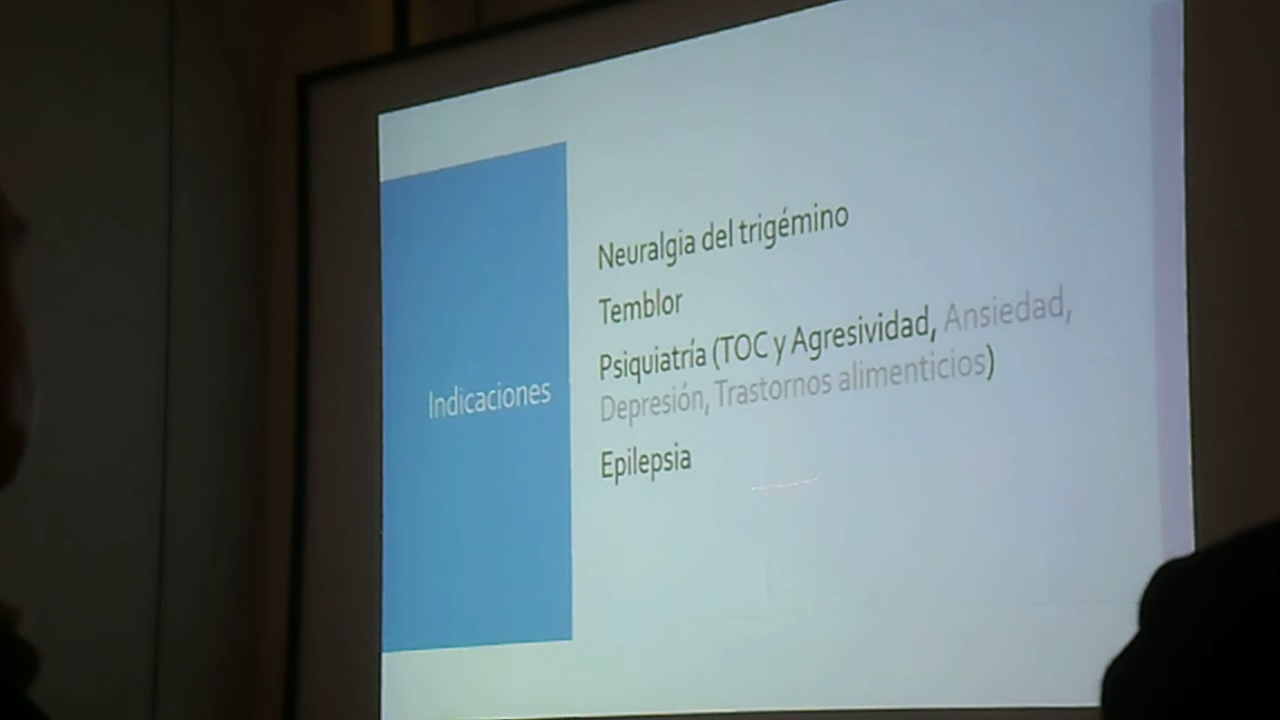 Indicaciones
Neuralgia del trigémino
Temblor
Psiquiatría (TOC y Agresividad, Ansiedad,
Depresión, Trastornos alimenticios)
Epilepsia